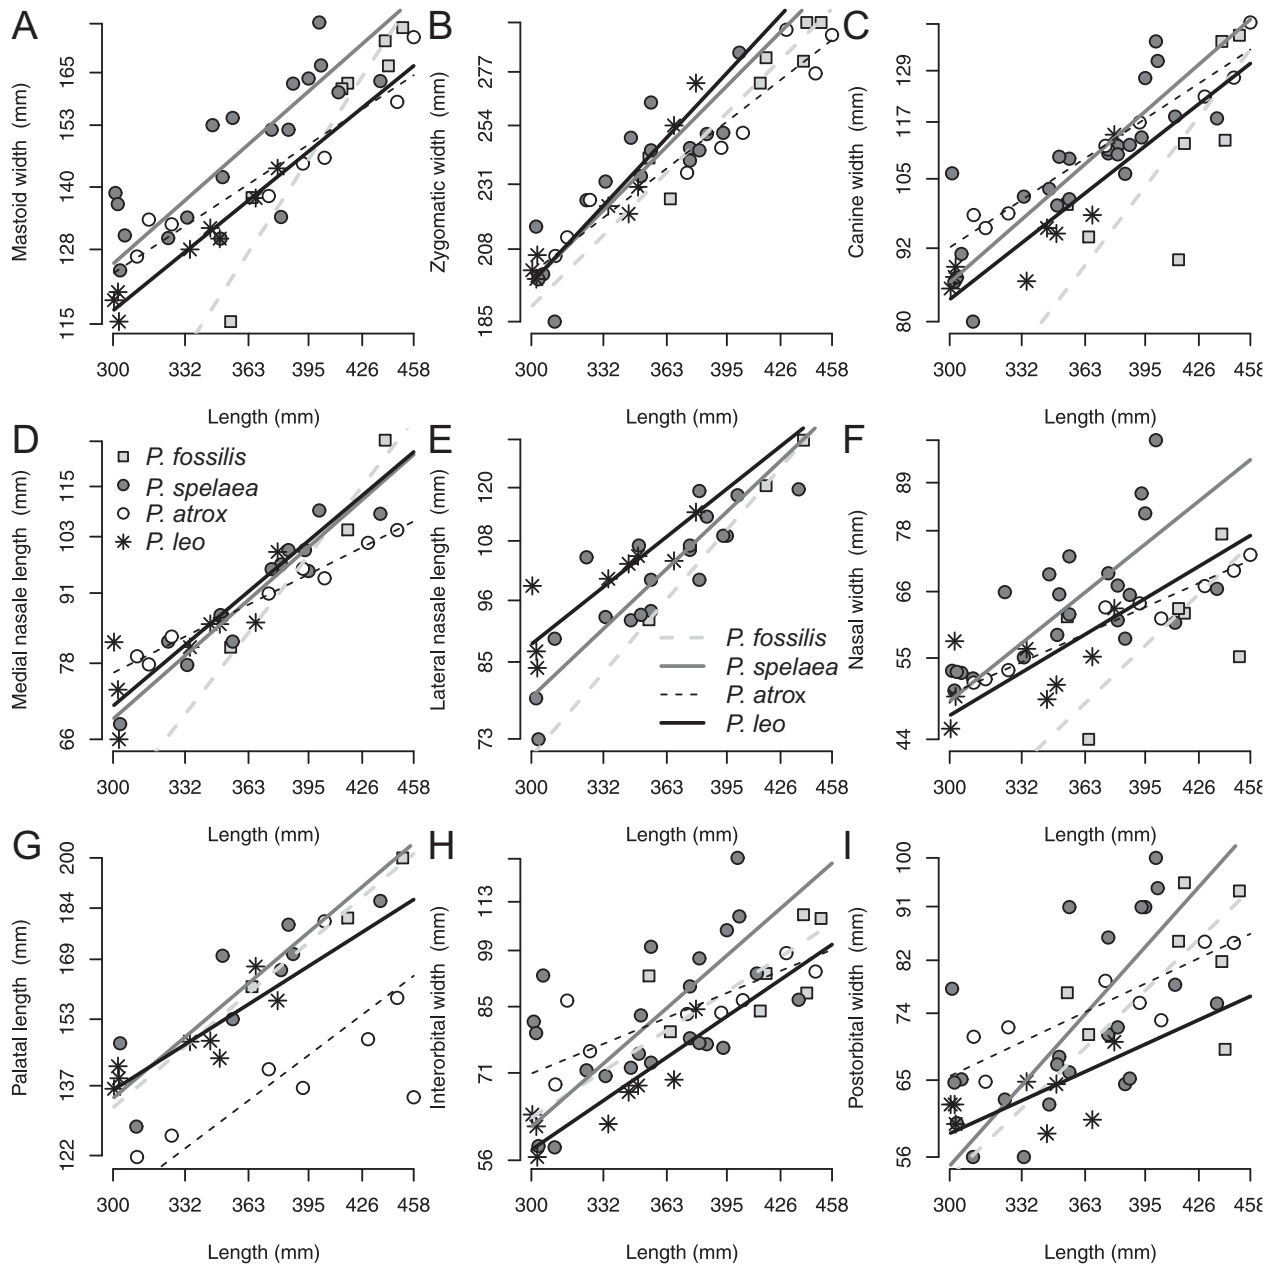 A
Mastoid width (mm)
165
153
140
128
115
300 332 363 395 426 458
Length (mm)
B
Zygomatic width (mm)
277
254
231
208
185
300 332 363 395 426 458
Length (mm)
C
Canine width (mm)
129
117
105
92
80
300 332 363 395 426 458
Length (mm)
D
Medial nasale length (mm)
115
103
91
78
66
P. fossilis
P. spelaea
P. atrox
P. leo
300 332 363 395 426 458
Length (mm)
E
Lateral nasale length (mm)
120
108
96
85
73
P. fossilis
P. spelaea
P. atrox
P. leo
300 332 363 395 426 458
Length (mm)
F
Nasal width (mm)
89
78
66
55
44
300 332 363 395 426 458
Length (mm)
G
Palatal length (mm)
200
184
169
153
137
122
300 332 363 395 426 458
Length (mm)
H
Interorbital width (mm)
113
99
85
71
56
300 332 363 395 426 458
Length (mm)
I
Postorbital width (mm)
100
91
82
74
65
56
300 332 363 395 426 458
Length (mm)